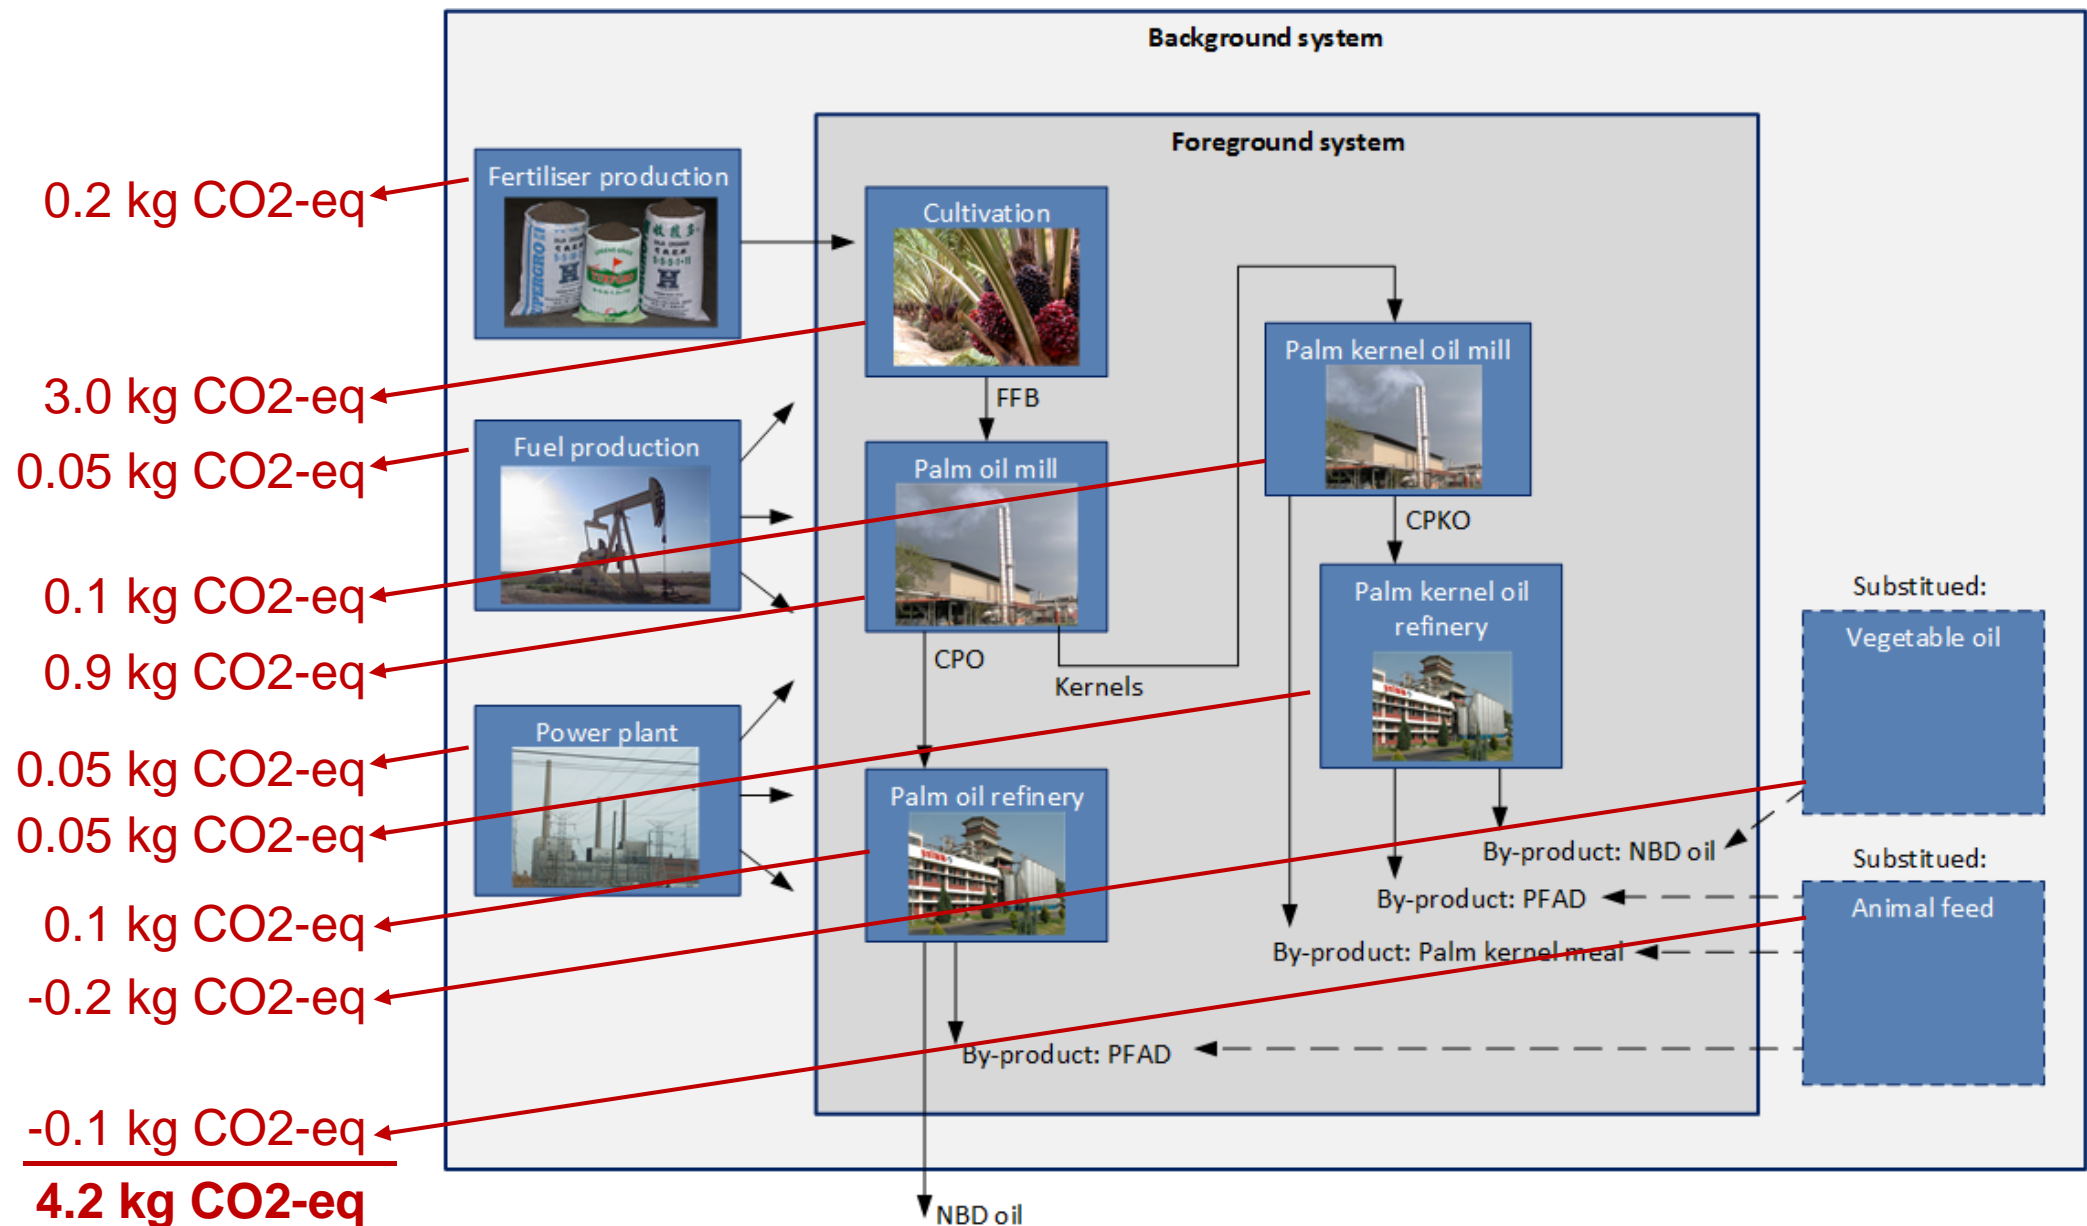 Background system
Foreground system
0.2 kg CO2-eq
3.0 kg CO2-eq
0.05 kg CO2-eq
0.1 kg CO2-eq
0.9 kg CO2-eq
0.05 kg CO2-eq
0.05 kg CO2-eq
0.1 kg CO2-eq
-0.2 kg CO2-eq
-0.1 kg CO2-eq
4.2 kg CO2-eq
Fertiliser production
Fuel production
Power plant
Cultivation
FFB
Palm oil mill
CPO
Kernels
Palm oil refinery
By-product: PFAD
NBD oil
Palm kernel oil mill
CPKO
Palm kernel oil
refinery
By-product: NBD oil
By-product: PFAD
By-product: Palm kernel meal
Substitued:
Vegetable oil
Substitued:
Animal feed